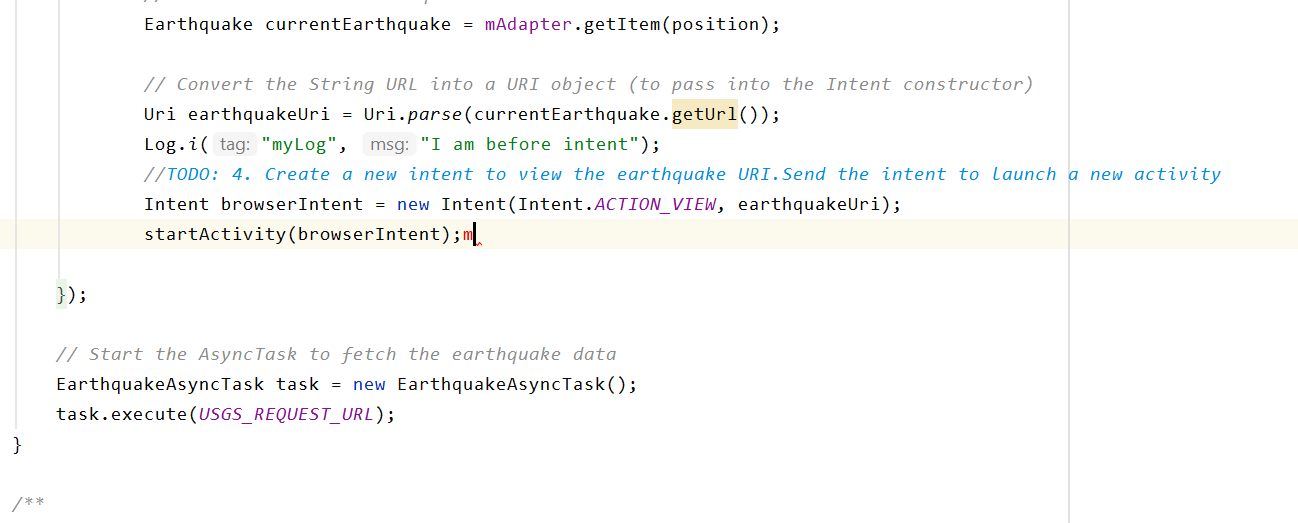 Earthquake currentEarthquake = mAdapter.getItem(position);
// Convert the String URL into a URI object (to pass into the Intent constructor)
Uri earthquakeUri = Uri.parse(currentEarthquake.getUrl());
Log.i( tag: "myLog", msg: "I am before intent");
//TODO: 4. Create a new intent to view the earthquake URI.Send the intent to launch a new activity
Intent browserIntent = new Intent(Intent.ACTION_VIEW, earthquakeUri);
startActivity(browserIntent);m
});
// Start the AsyncTask to fetch the earthquake data
EarthquakeAsyncTask task = new EarthquakeAsyncTask();
task.execute(USGS_REQUEST_URL);
}
/**